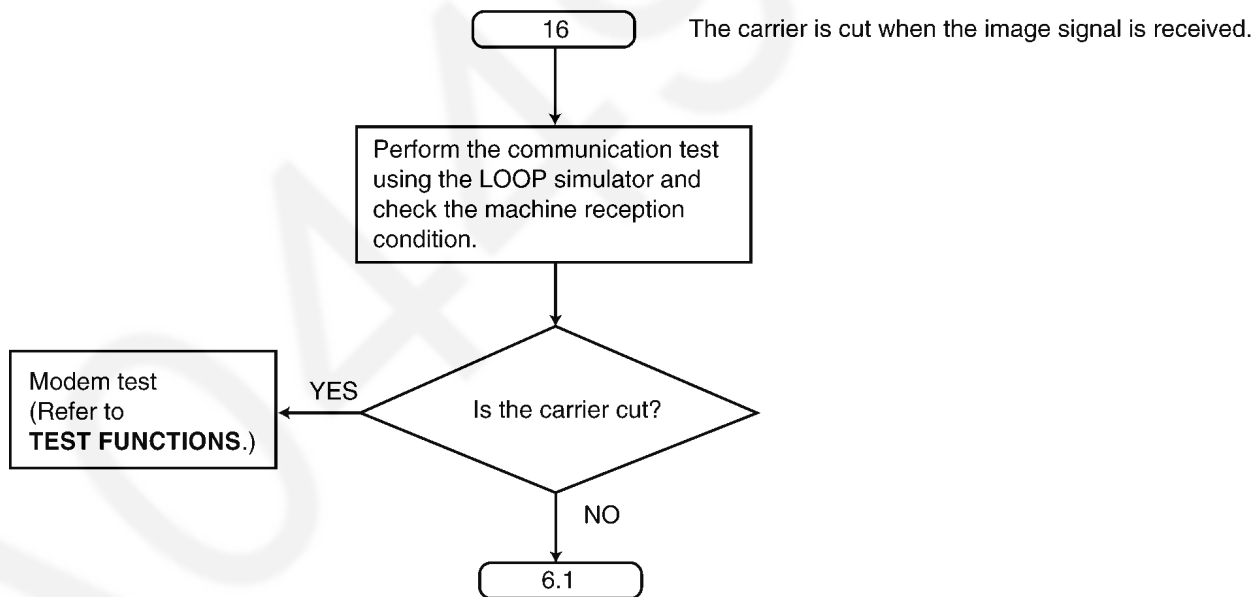 16
The carrier is cut when the image signal is received.
Perform the communication test
using the LOOP simulator and
check the machine reception
condition.
Modem test
(Refer to
TEST FUNCTIONS.)
YES
Is the carrier cut?
NO
6.1